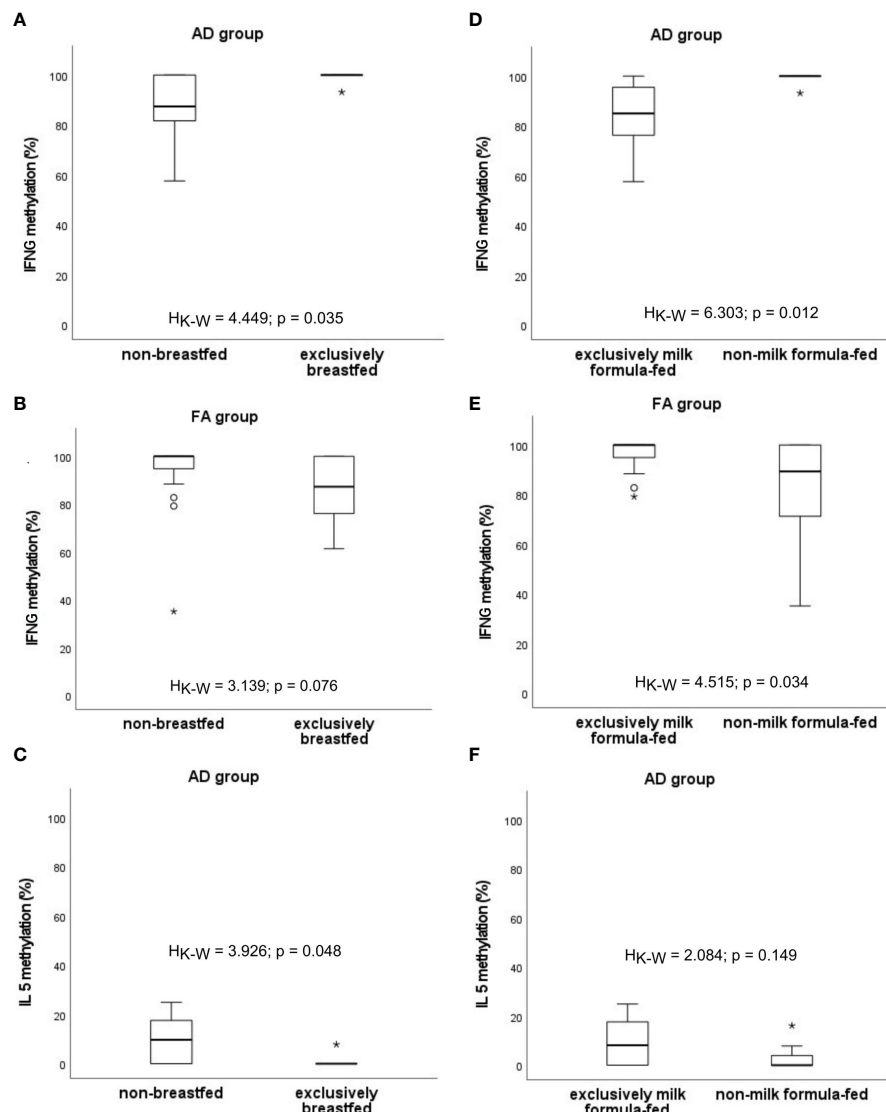 A
AD group
IFNG methylation (%)
100
80
60
40
20
0
HK-W = 4.449; p = 0.035
non-breastfed
exclusively
breastfed
D
AD group
IFNG methylation (%)
100
80
60
40
20
0
HK-W = 6.303; p = 0.012
exclusively milk
formula-fed
non-milk formula-fed
B
FA group
IFNG methylation (%)
100
80
60
40
20
0
HK-W = 3.139; p = 0.076
non-breastfed
exclusively
breastfed
E
FA group
IFNG methylation (%)
100
80
60
40
20
0
HK-W = 4.515; p = 0.034
exclusively milk
formula-fed
non-milk formula-fed
C
AD group
IL 5 methylation (%)
100
80
60
40
20
0
HK-W = 3.926; p = 0.048
non-breastfed
exclusively
breastfed
F
AD group
IL 5 methylation (%)
100
80
60
40
20
0
HK-W = 2.084; p = 0.149
exclusively milk
formula-fed
non-milk formula-fed